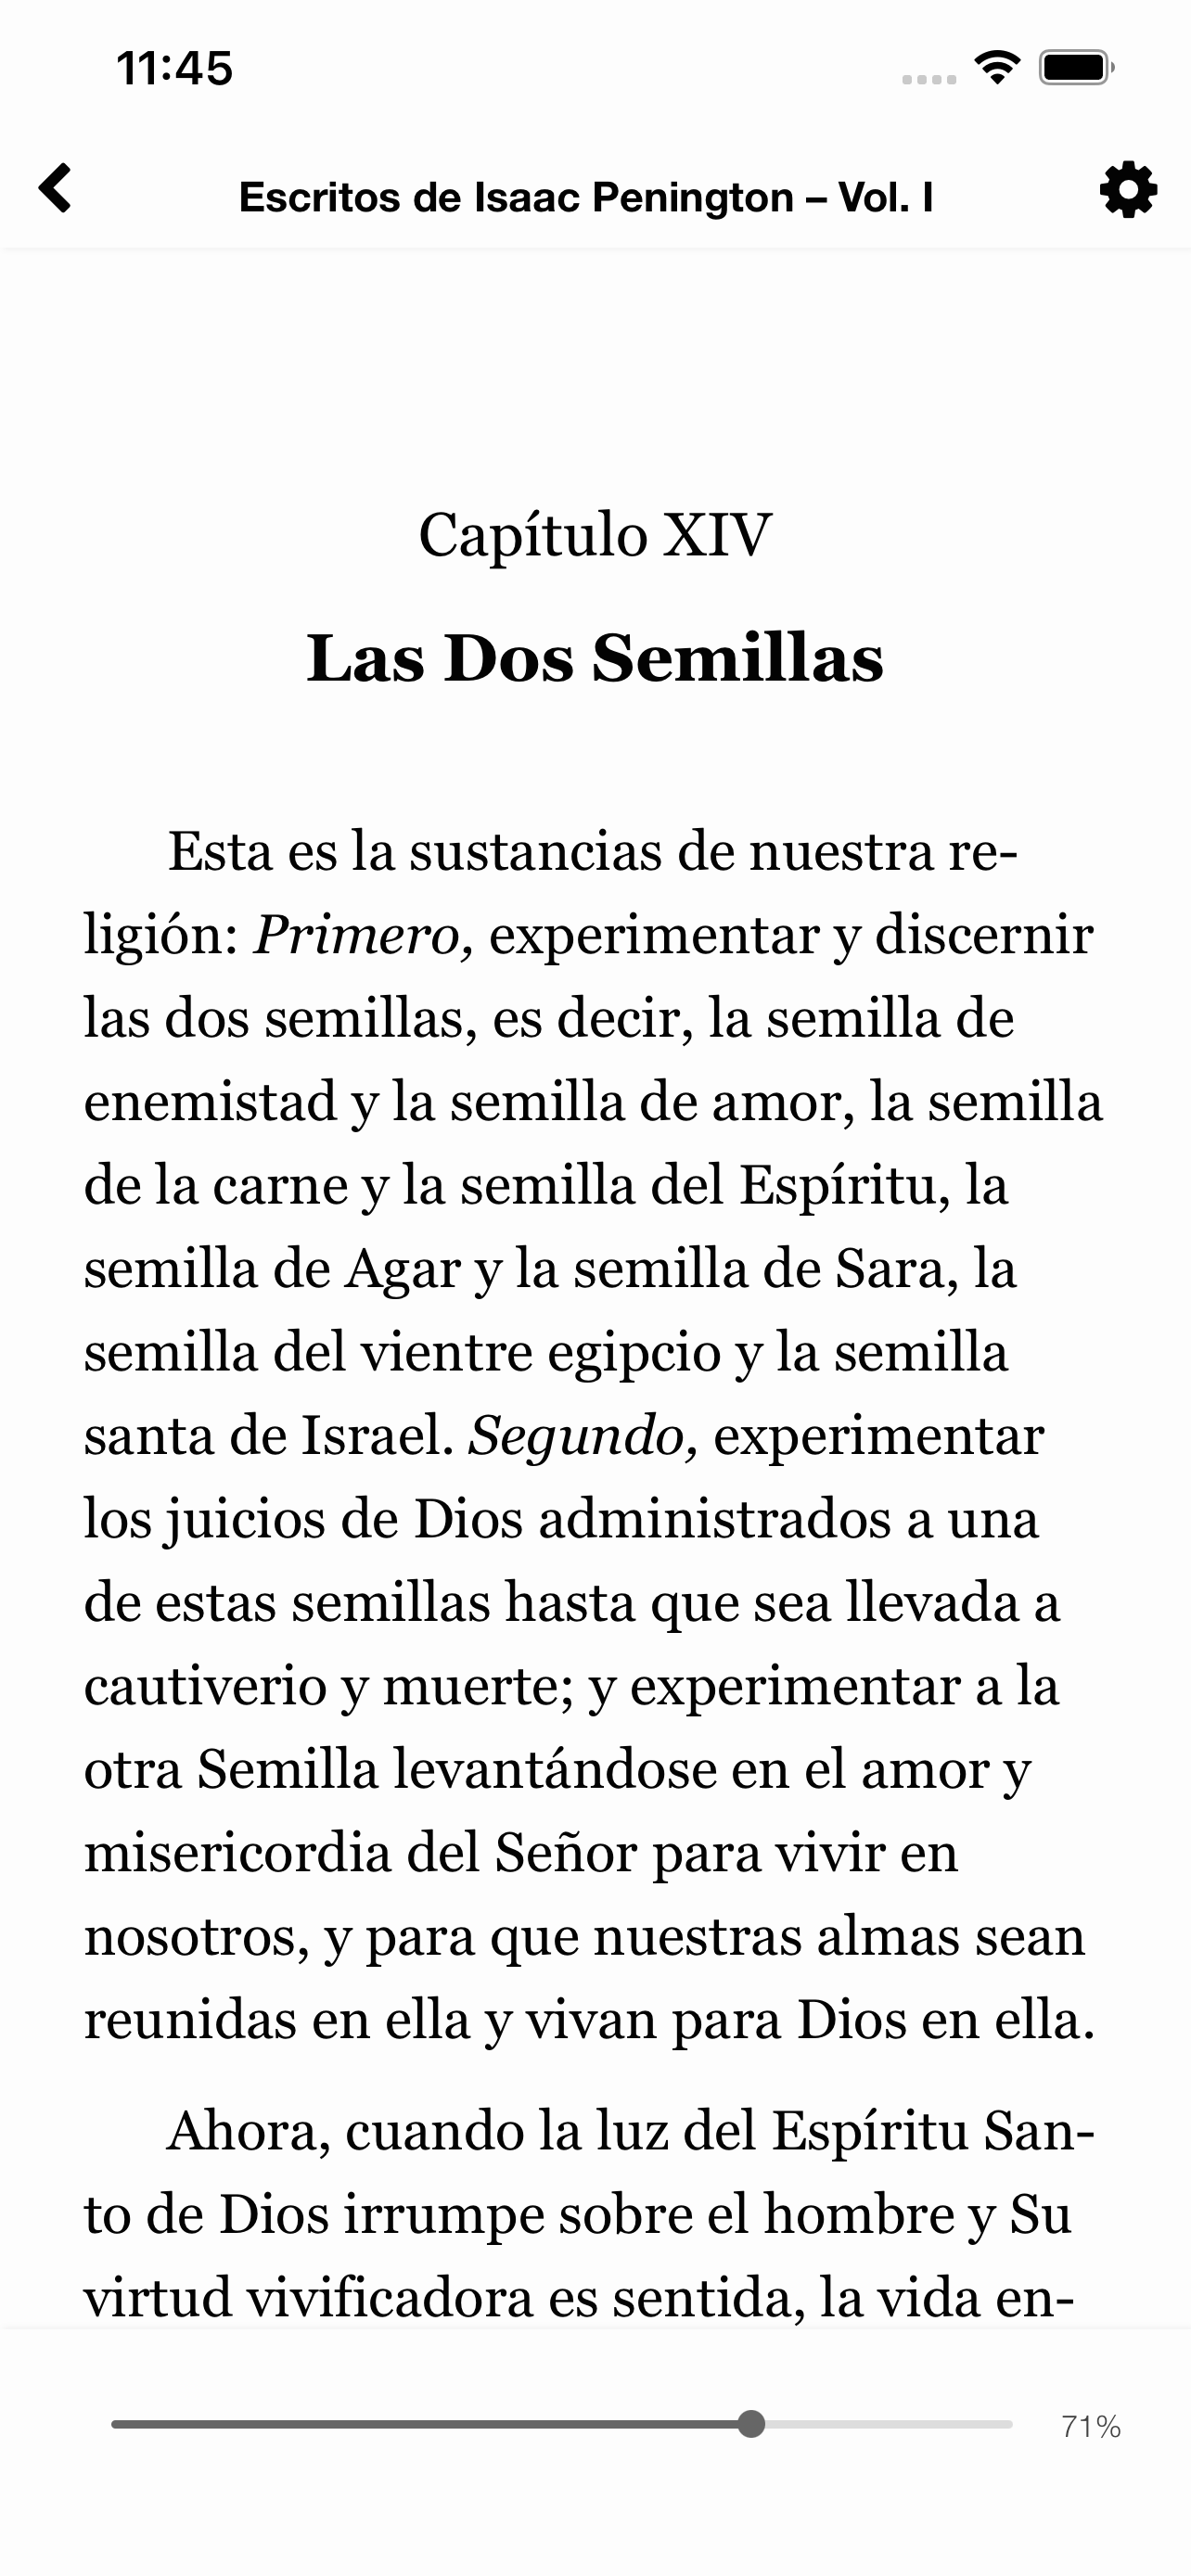 11:45
Escritos de Isaac Penington – Vol. I
Capítulo XIV
Las Dos Semillas
Esta es la sustancias de nuestra re-
ligión: Primero, experimentar y discernir
las dos semillas, es decir, la semilla de
enemistad y la semilla de amor, la semilla
de la carne y la semilla del Espíritu, la
semilla de Agar y la semilla de Sara, la
semilla del vientre egipcio y la semilla
santa de Israel. Segundo, experimentar
los juicios de Dios administrados a una
de estas semillas hasta que sea llevada a
cautiverio y muerte; y experimentar a la
otra Semilla levantándose en el amor y
misericordia del Señor para vivir en
nosotros, y para que nuestras almas sean
reunidas en ella y vivan para Dios en ella.
Ahora, cuando la luz del Espíritu San-
to de Dios irrumpe sobre el hombre y Su
virtud vivificadora es sentida, la vida en-
71%